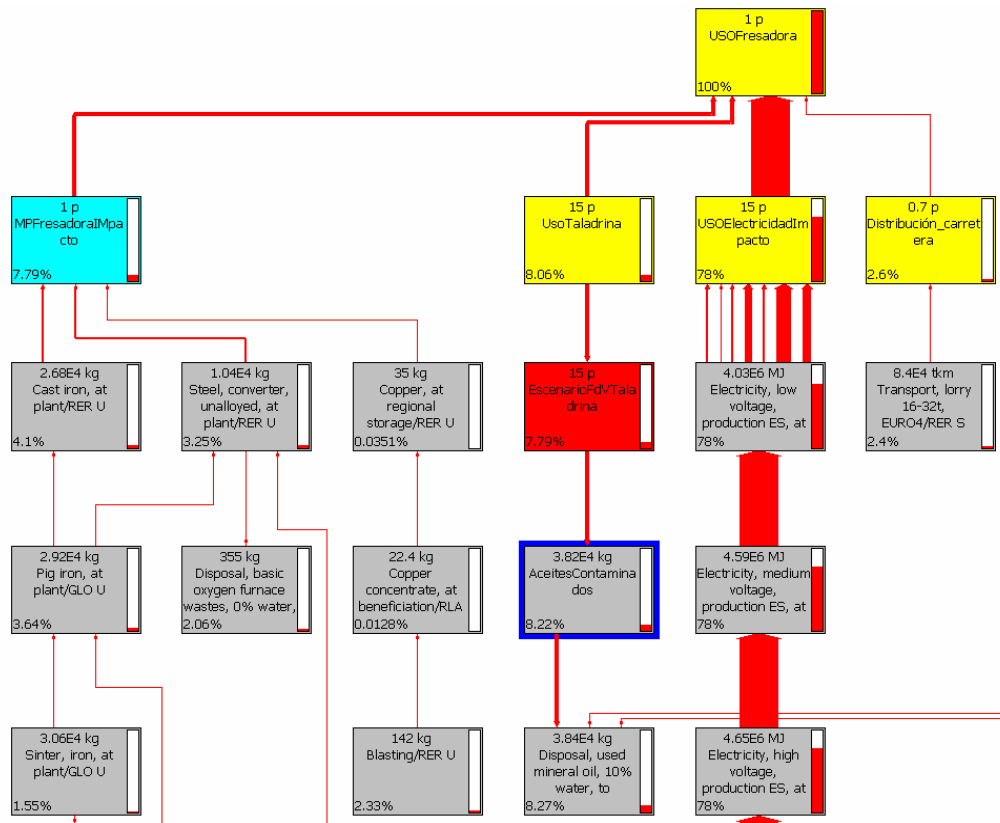 1 p
USOFresadora
100%
1 p
MPFresadoraIMpa
cto
7.79%
15 p
UsoTaladrina
8.06%
15 p
USOElectricidadIm
pacto
78%
0.7 p
Distribución_carret
era
2.6%
2.68E4 kg
Cast iron, at
plant/RER U
4.1%
1.04E4 kg
Steel, converter,
unalloyed, at
plant/RER U
3.25%
35 kg
Copper, at
regional
storage/RER U
0.0351%
15 p
EscenarioFdVTala
drina
7.79%
4.03E6 MJ
Electricity, low
voltage,
production ES, at
78%
8.4E4 tkm
Transport, lorry
16-32t,
EURO4/RER S
2.4%
2.92E4 kg
Pig iron, at
plant/GLO U
3.64%
355 kg
Disposal, basic
oxygen furnace
wastes, 0% water,
2.06%
22.4 kg
Copper
concentrate, at
beneficiation/RLA
0.0128%
3.82E4 kg
AceitesContamina
dos
8.22%
4.59E6 MJ
Electricity, medium
voltage,
production ES, at
78%
3.06E4 kg
Sinter, iron, at
plant/GLO U
1.55%
142 kg
Blasting/RER U
2.33%
3.84E4 kg
Disposal, used
mineral oil, 10%
water, to
8.27%
4.65E6 MJ
Electricity, high
voltage,
production ES, at
78%